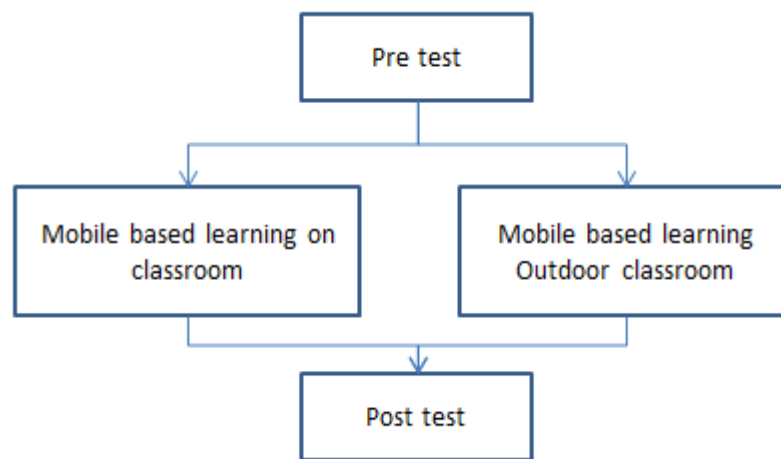 Pre test
Mobile based learning on
classroom
Mobile based learning
Outdoor classroom
Post test